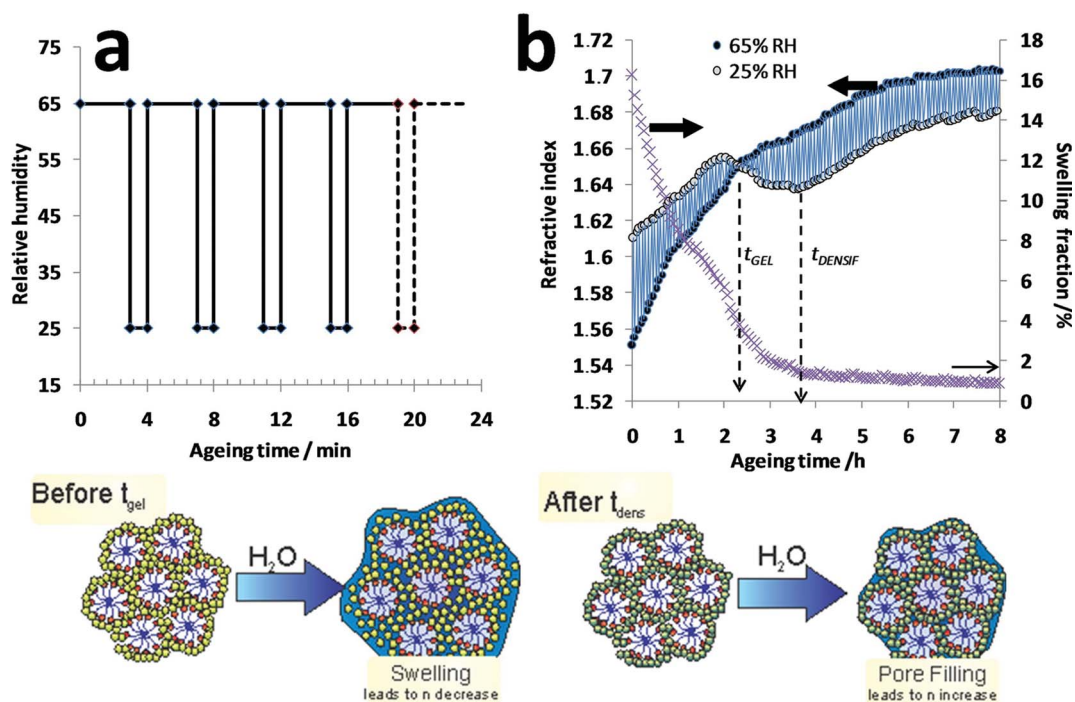 a
75
65
55
45
35
25
15
Relative humidity
0 4 8 12 16 20 24
Ageing time / min
b
65% RH
25% RH
1.72
1.7
1.68
1.66
1.64
1.62
1.6
1.58
1.56
1.54
1.52
Refractive index
18
16
14
12
10
8
6
4
2
0
Swelling fraction /%
tGEL
tDENSIF
0 1 2 3 4 5 6 7 8
Ageing time /h
Before tgel
H2O
Swelling
leads to n decrease
After tdens
H2O
Pore Filling
leads to n increase